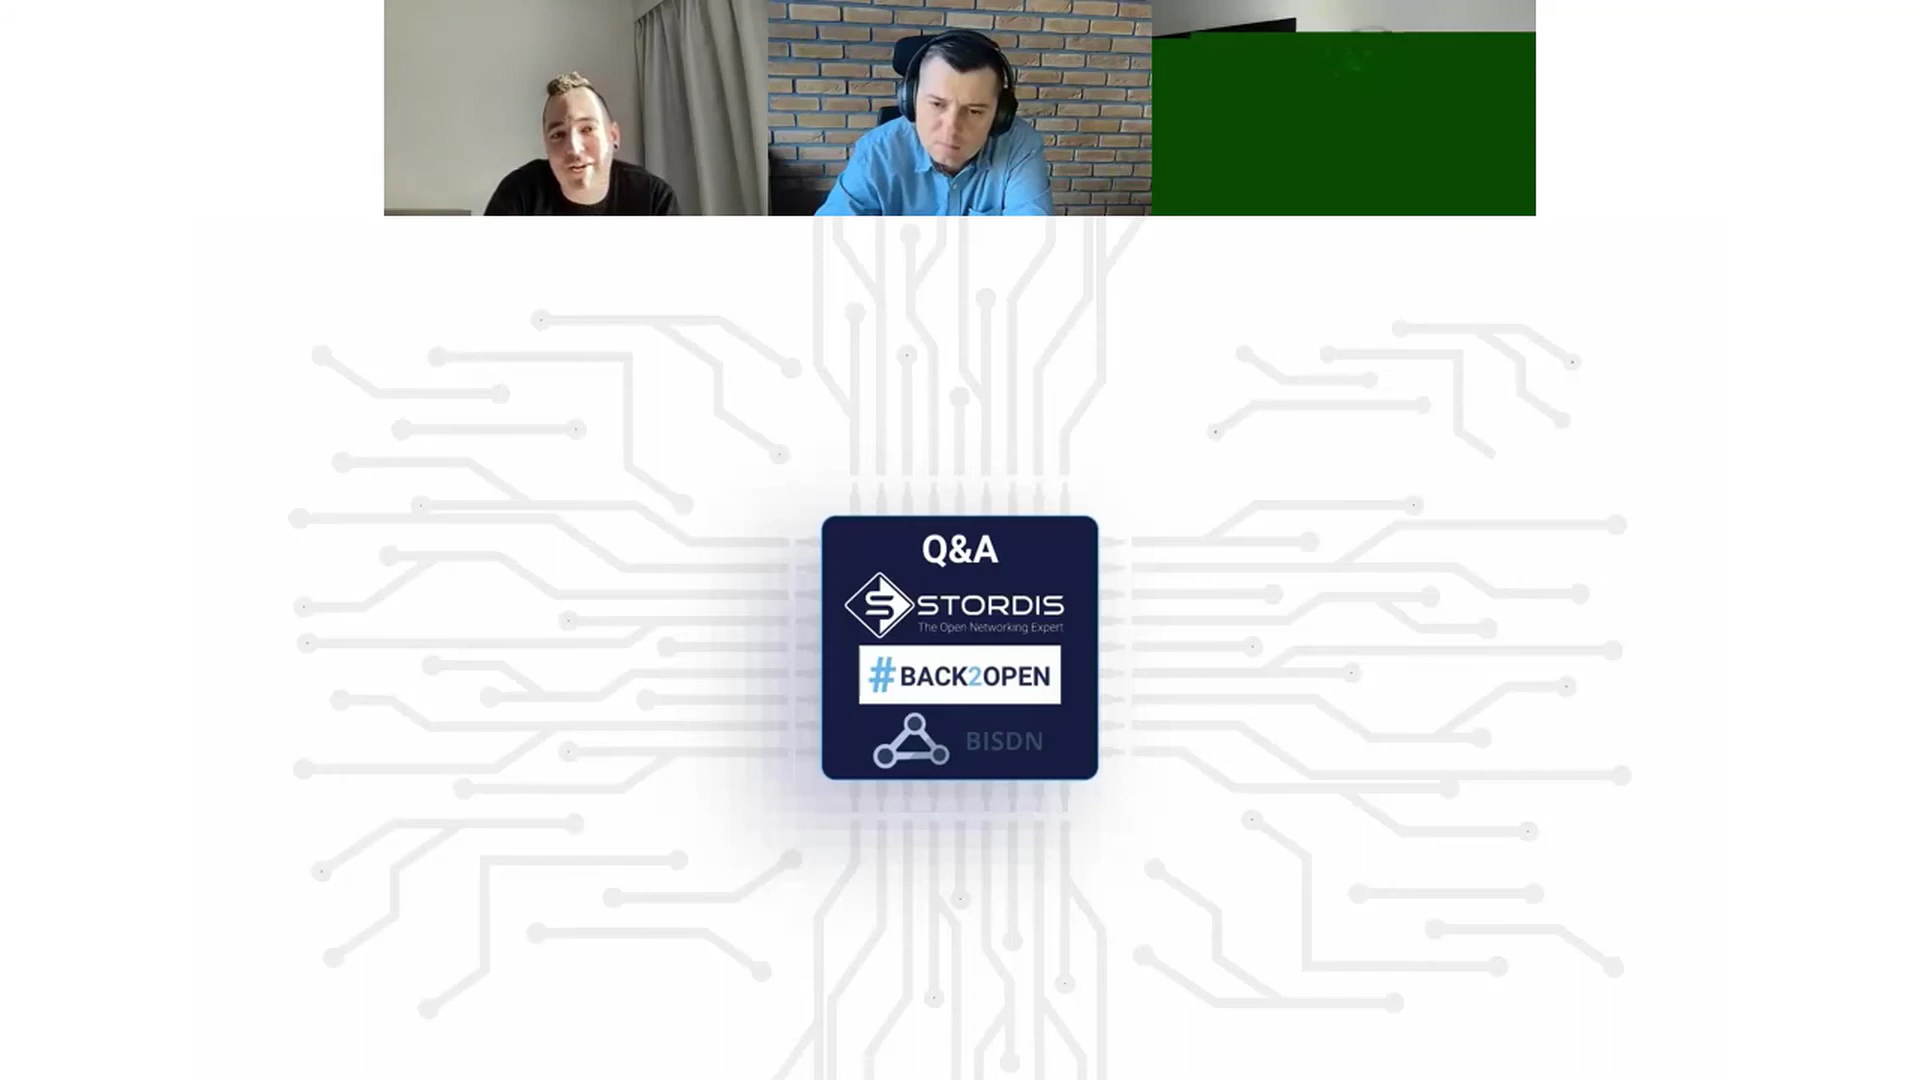 Q&A
STORDIS
The Open Networking Expert
#BACK2OPEN
BISDN